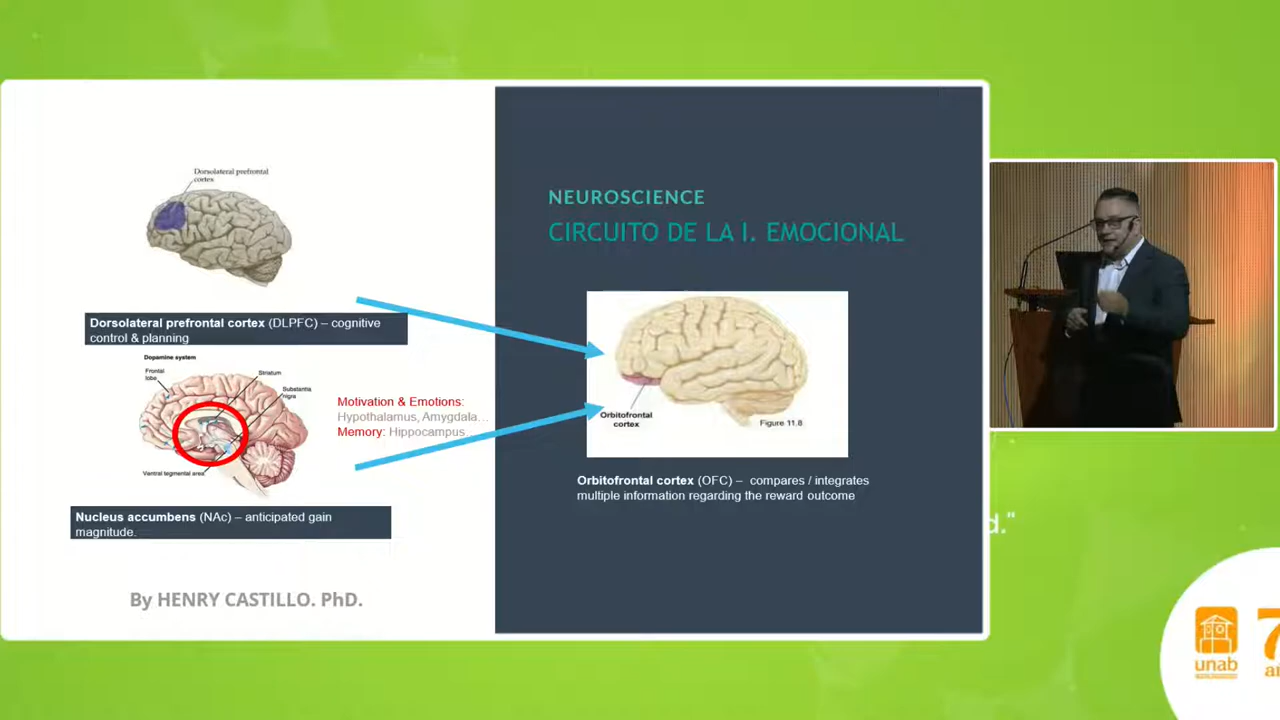 Dorsolateral prefrontal
cortex
Dorsolateral prefrontal cortex (DLPFC) – cognitive
control & planning
Dopamine system
Frontal
lobe
Striatum
Substantia
nigra
Ventral tegmental area
Motivation & Emotions:
Hypothalamus, Amygdala...
Memory: Hippocampus...
Nucleus accumbens (NAc) – anticipated gain
magnitude.
By HENRY CASTILLO. PhD.
NEUROSCIENCE
CIRCUITO DE LA I. EMOCIONAL
Orbitofrontal
cortex
Figure 11.8
Orbitofrontal cortex (OFC) – compares / integrates
multiple information regarding the reward outcome
d."
unab
7
añ